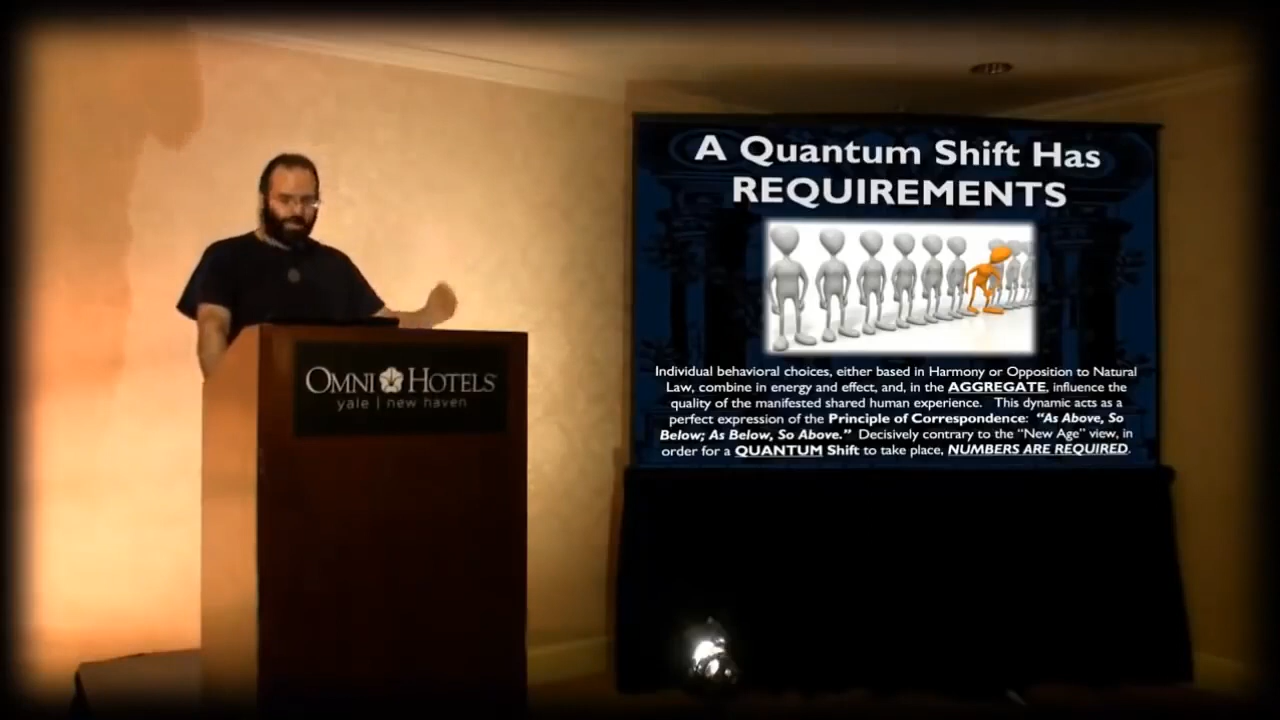 A Quantum Shift Has
REQUIREMENTS
Individual behavioral choices, either based in Harmony or Opposition to Natural
Law, combine in energy and effect, and, in the AGGREGATE, influence the
quality of the manifested shared human experience. This dynamic acts as a
perfect expression of the Principle of Correspondence: “As Above, So
Below; As Below, So Above.” Decisively contrary to the “New Age” view, in
order for a QUANTUM Shift to take place, NUMBERS ARE REQUIRED.
OMNI HOTELS
yale | new haven